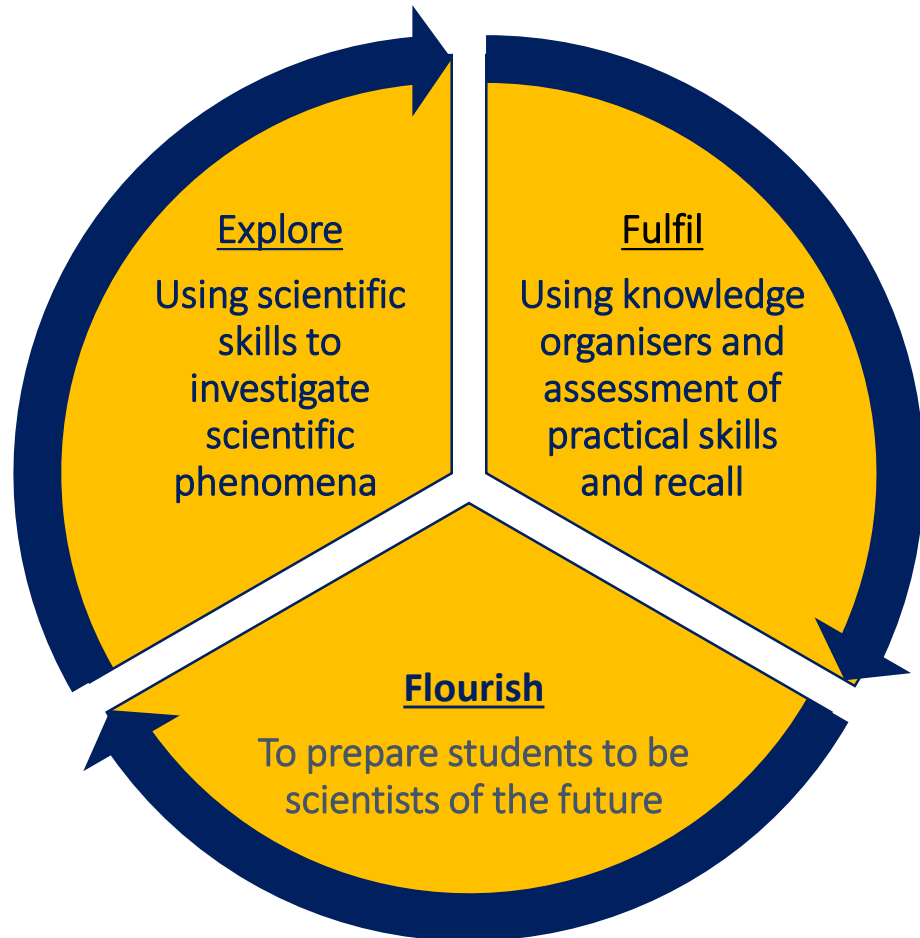 Explore
Using scientific
skills to
investigate
scientific
phenomena
Fulfil
Using knowledge
organisers and
assessment of
practical skills
and recall
Flourish
To prepare students to be
scientists of the future